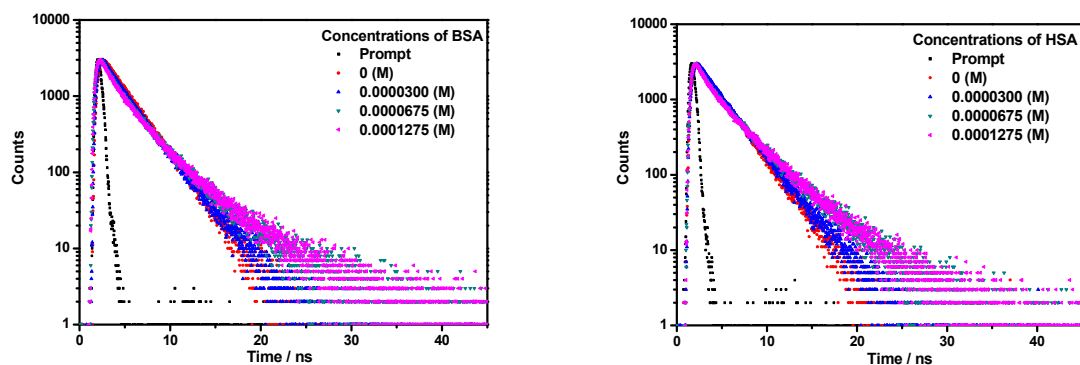 Concentrations of BSA
Prompt
0 (M)
0.0000300 (M)
0.0000675 (M)
0.0001275 (M)
10000
1000
100
10
1
Counts
0
10
20
30
40
Time / ns
Concentrations of HSA
Prompt
0 (M)
0.0000300 (M)
0.0000675 (M)
0.0001275 (M)
10000
1000
100
10
1
Counts
0
10
20
30
40
Time / ns